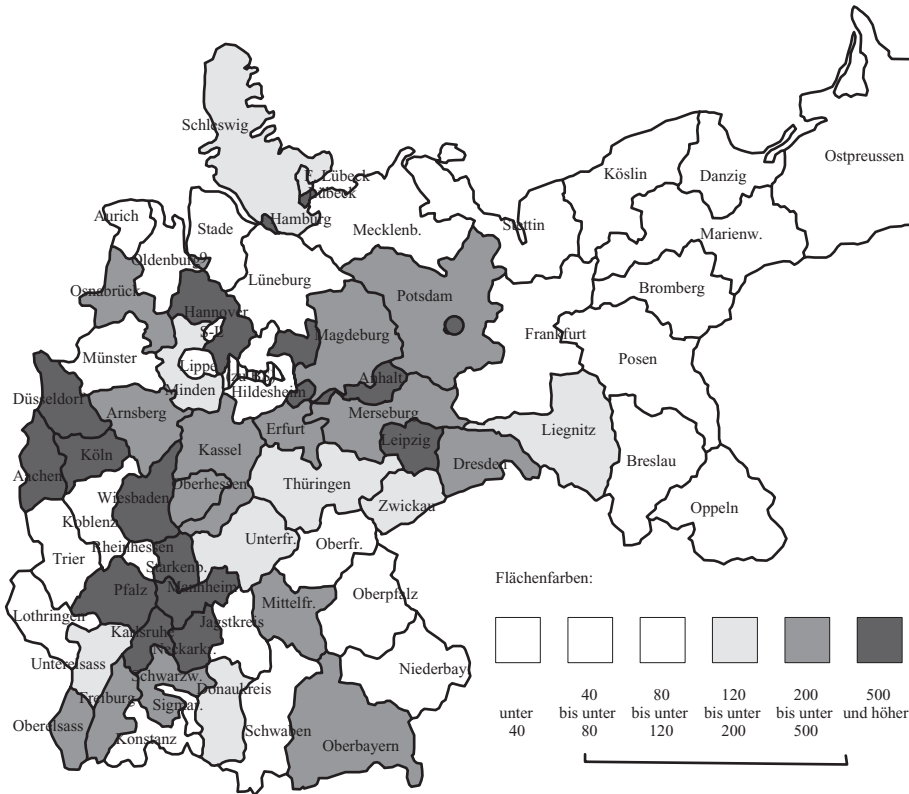 Schleswig
F. Lübeck
Lübeck
Hamburg
Ostpreussen
Köslin
Danzig
Aurich
Stade
Mecklenb.
Stettin
Marienw.
Oldenburg
Lüneburg
Bromberg
Osnabrück
Potsdam
Hannover
Magdeburg
Frankfurt
Posen
Münster
Lippe
Minden
Hildesheim
Anhalt
Düsseldorf
Arnsberg
Merseburg
Erfurt
Liegnitz
Kassel
Leipzig
Köln
Dresden
Breslau
Aachen
Oberhessen
Thüringen
Wiesbaden
Zwickau
Oppeln
Koblenz
Unterfr.
Oberfr.
Rheinhessen
Trier
Starkenb.
Pfalz
Mannheim
Oberpfalz
Mittelfr.
Lothringen
Jagstkreis
Karlsruhe
Neckarkr.
Unterelsass
Niederbay
Schwarzw.
Donaukreis
Freiburg
Sigmar.
Oberelsass
Konstanz
Schwaben
Oberbayern
Flächenfarben:
unter
40
40
bis unter
80
80
bis unter
120
120
bis unter
200
200
bis unter
500
500
und höher